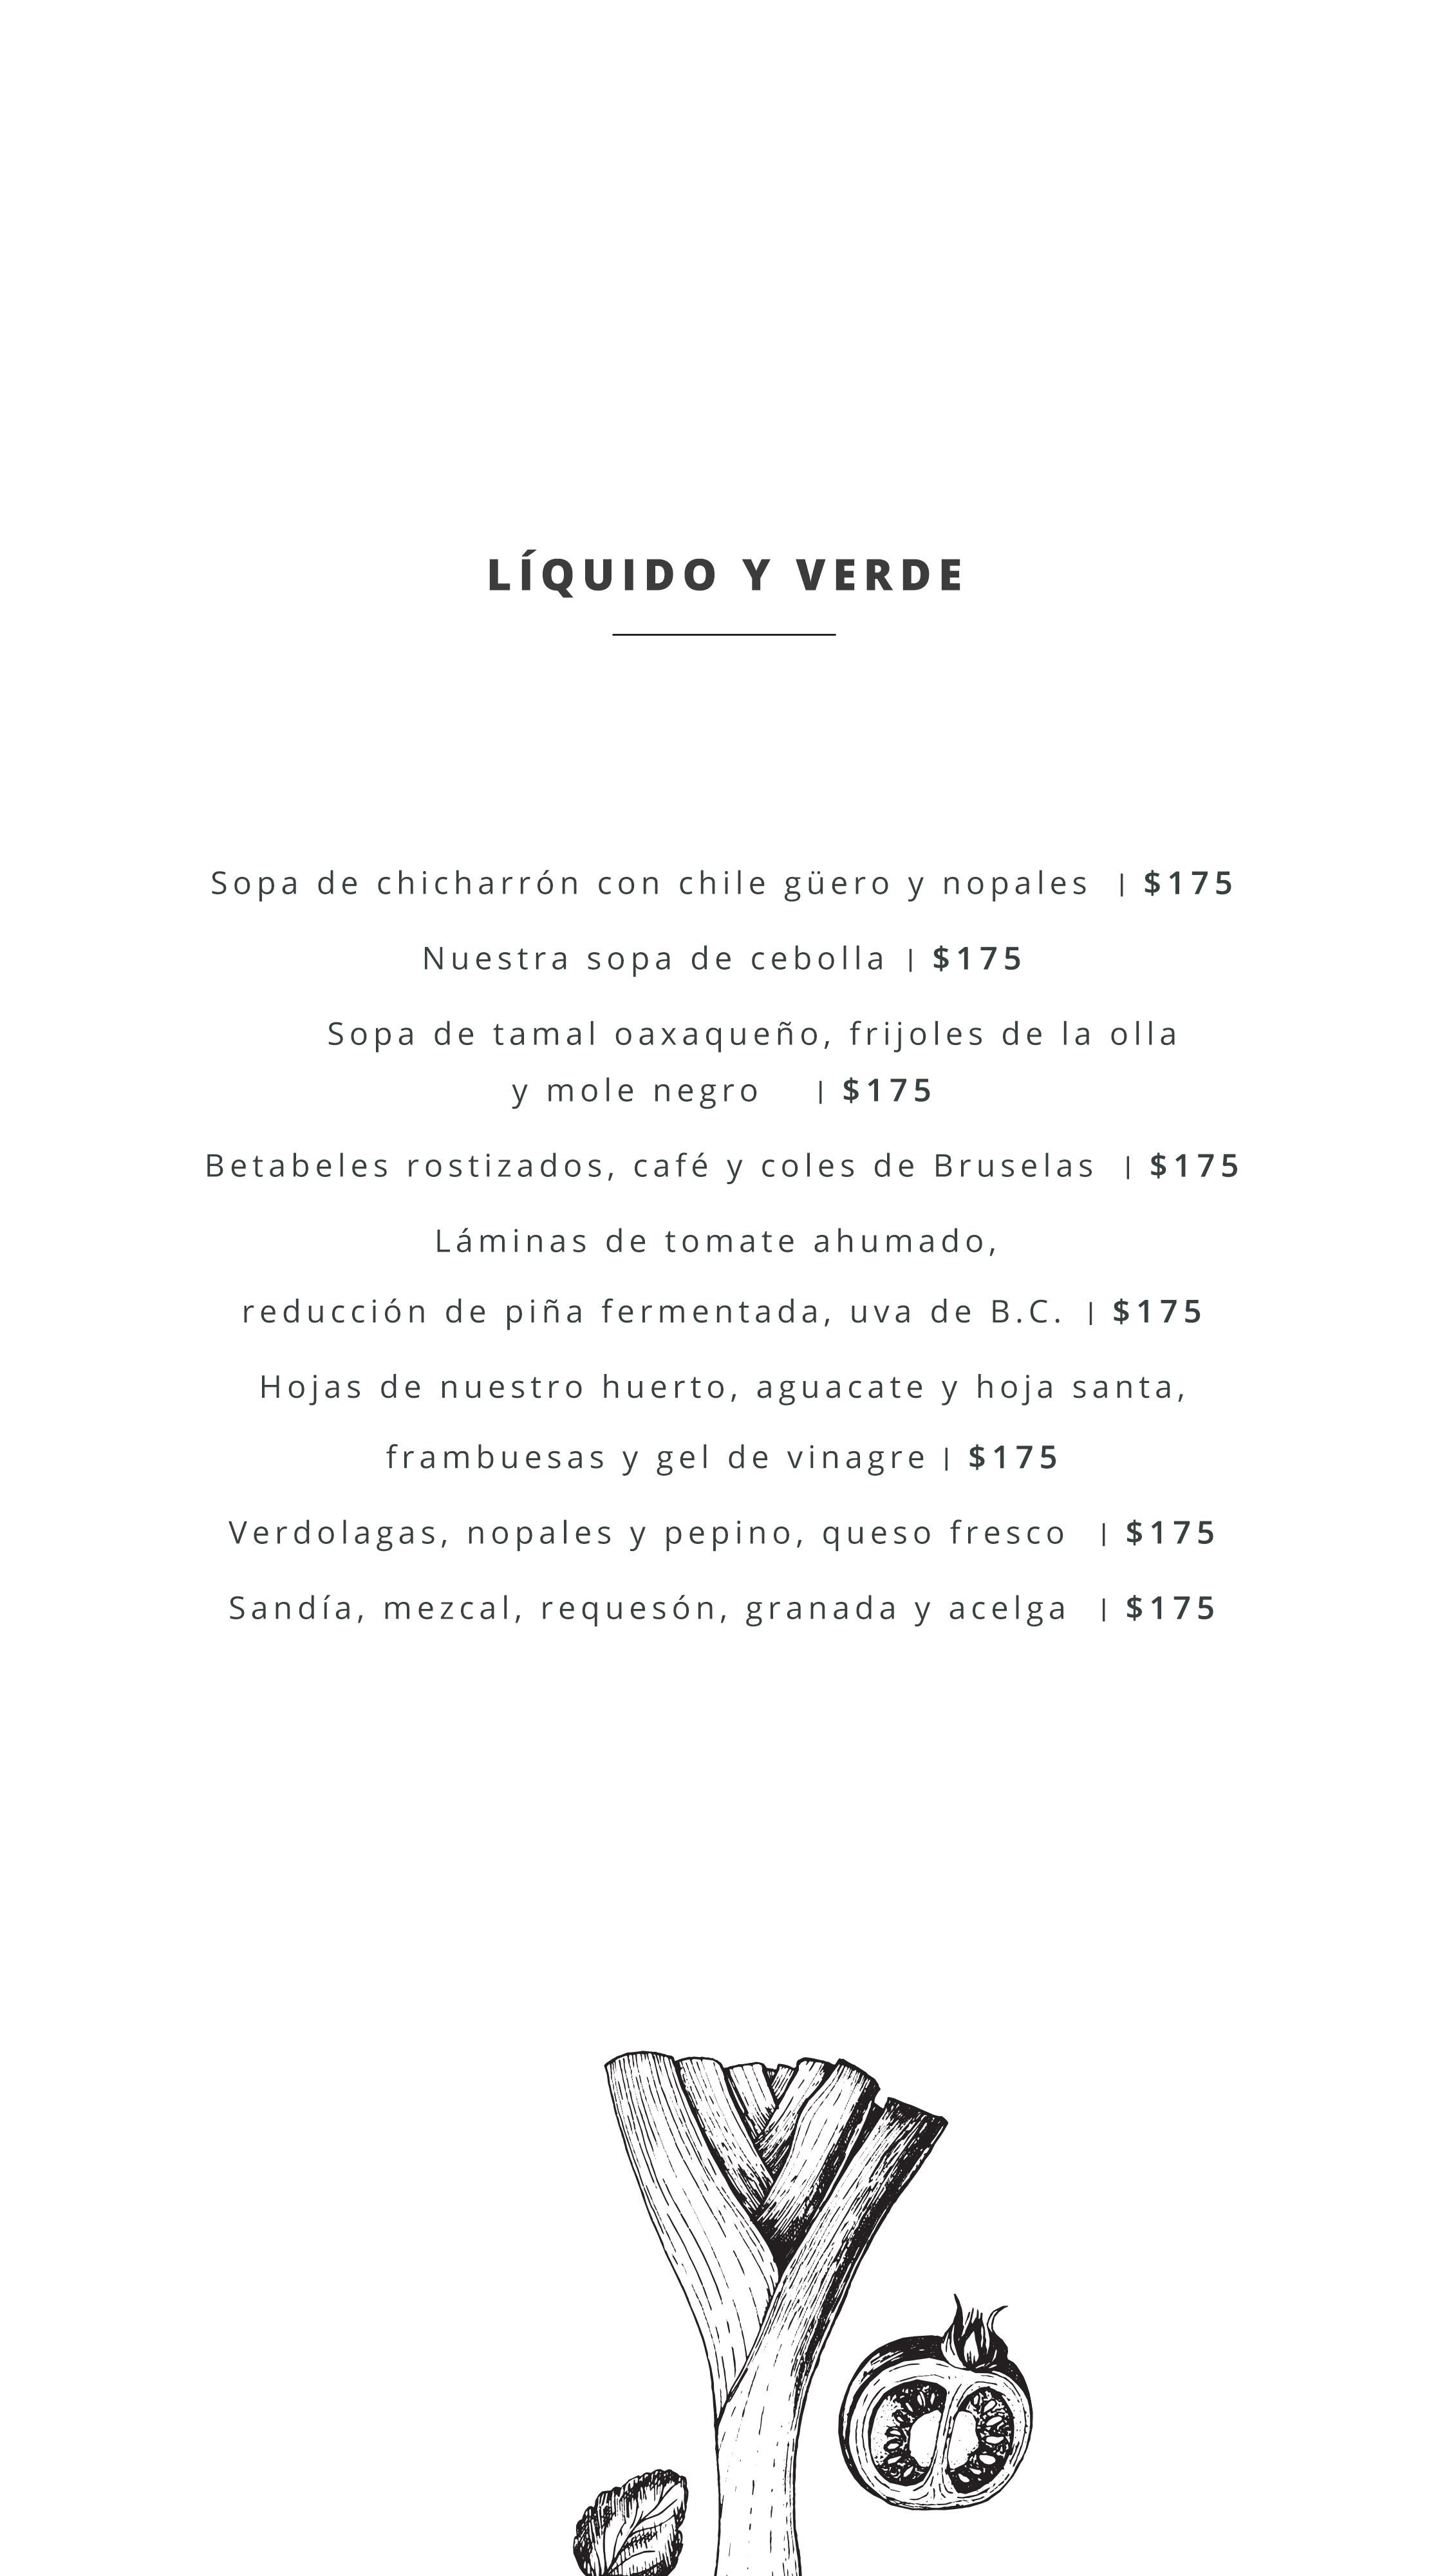 LÍQUIDO Y VERDE
Sopa de chicharrón con chile güero y nopales | $175
Nuestra sopa de cebolla | $175
Sopa de tamal oaxaqueño, frijoles de la olla
y mole negro | $175
Betabeles rostizados, café y coles de Bruselas | $175
Láminas de tomate ahumado,
reducción de piña fermentada, uva de B.C. | $175
Hojas de nuestro huerto, aguacate y hoja santa,
frambuesas y gel de vinagre | $175
Verdolagas, nopales y pepino, queso fresco | $175
Sandía, mezcal, requesón, granada y acelga | $175